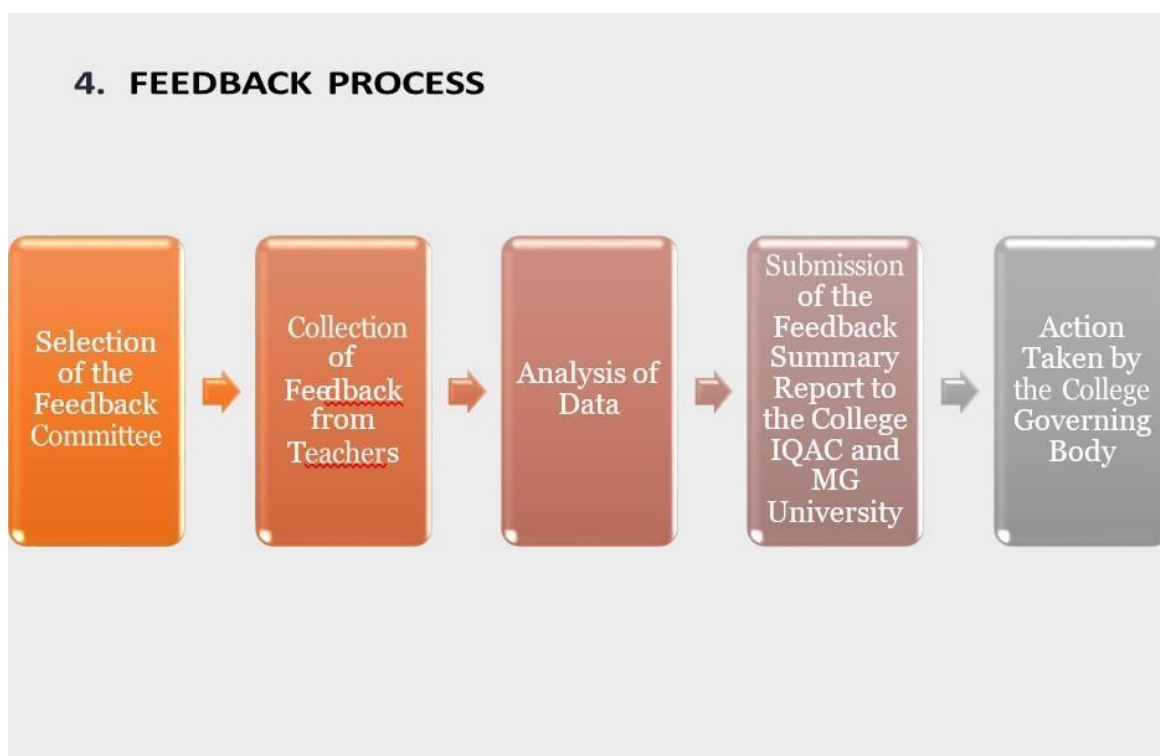 4. FEEDBACK PROCESS
Selection
of the
Feedback
Committee
Collection
of
Feedback
from
Teachers
Analysis of
Data
Submission
of the
Feedback
Summary
Report to
the College
IQAC and
MG
University
Action
Taken by
the College
Governing
Body